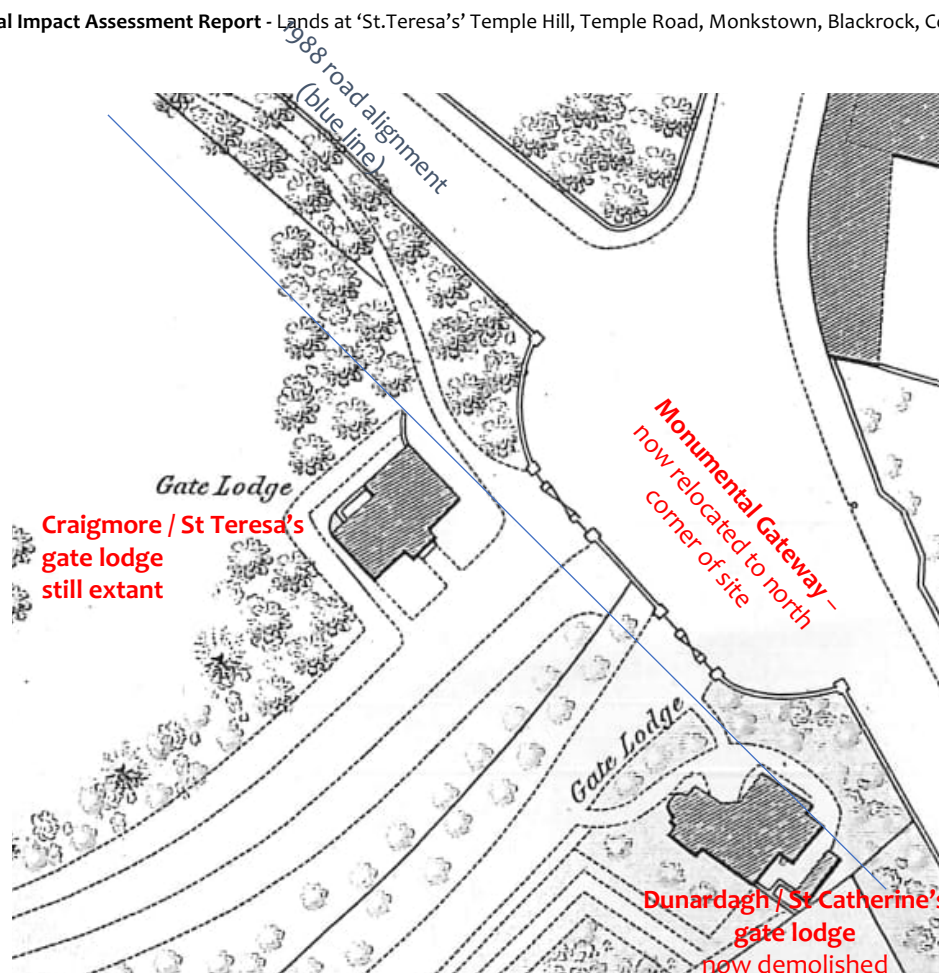 al Impact Assessment Report - Lands at ‘St.Teresa’s’ Temple Hill, Temple Road, Monkstown, Blackrock, Co
1988 road alignment
(blue line)
Monumental Gateway –
now relocated to north
corner of site
Gate Lodge
Craigmore / St Teresa’s
gate lodge
still extant
Gate Lodge
Dunardagh / St Catherine’s
gate lodge
now demolished